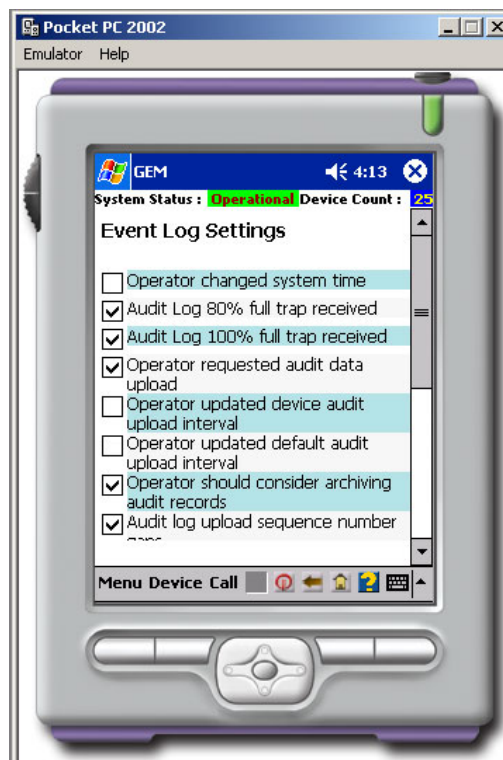 Pocket PC 2002
Emulator Help
GEM 4:13
System Status : Operational Device Count : 25
Event Log Settings
Operator changed system time
Audit Log 80% full trap received
Audit Log 100% full trap received
Operator requested audit data
upload
Operator updated device audit
upload interval
Operator updated default audit
upload interval
Operator should consider archiving
audit records
Audit log upload sequence number
Menu Device Call